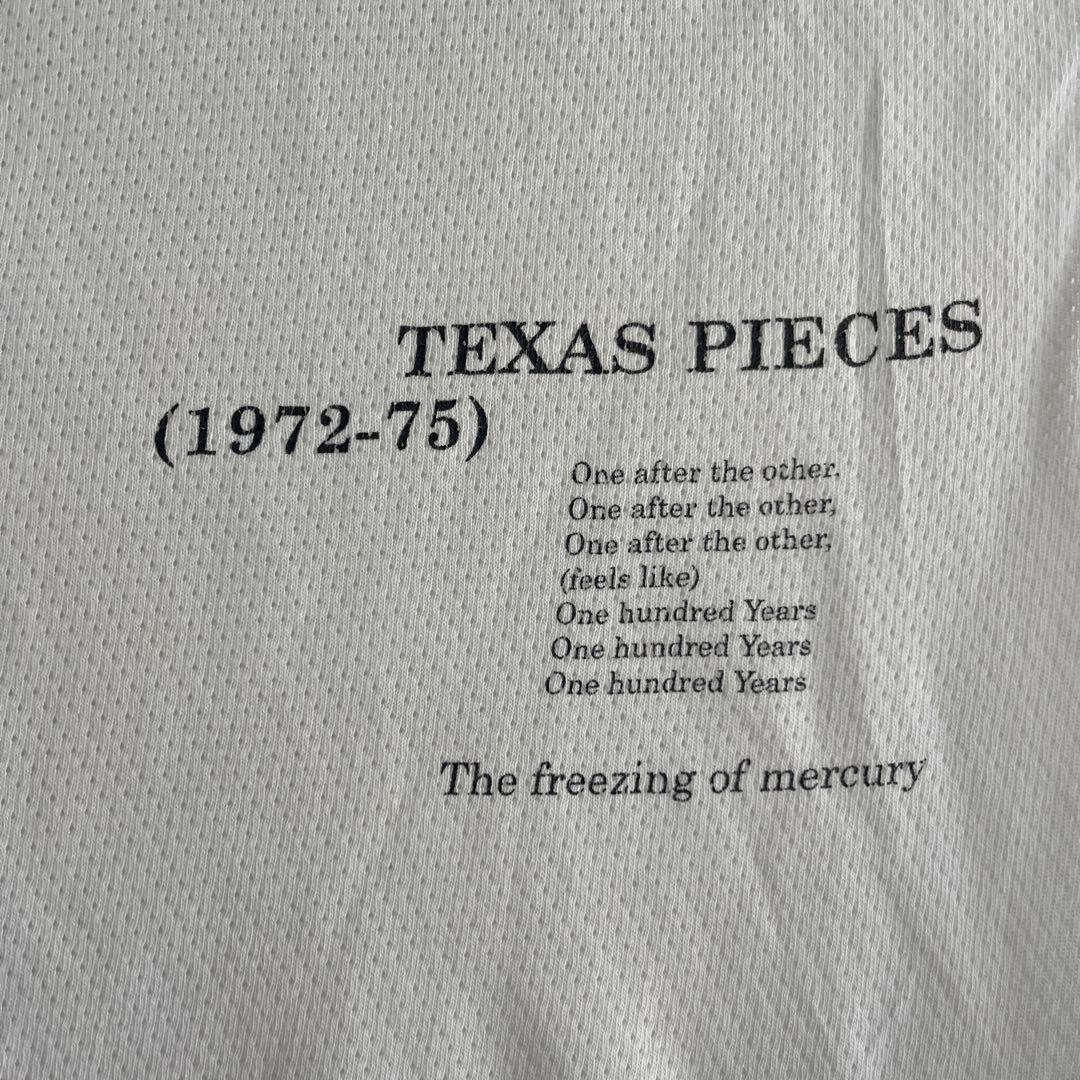 TEXAS PIECES
(1972-75)
One after the other.
One after the other,
One after the other,
(feels like)
One hundred Years
One hundred Years
One hundred Years
The freezing of mercury